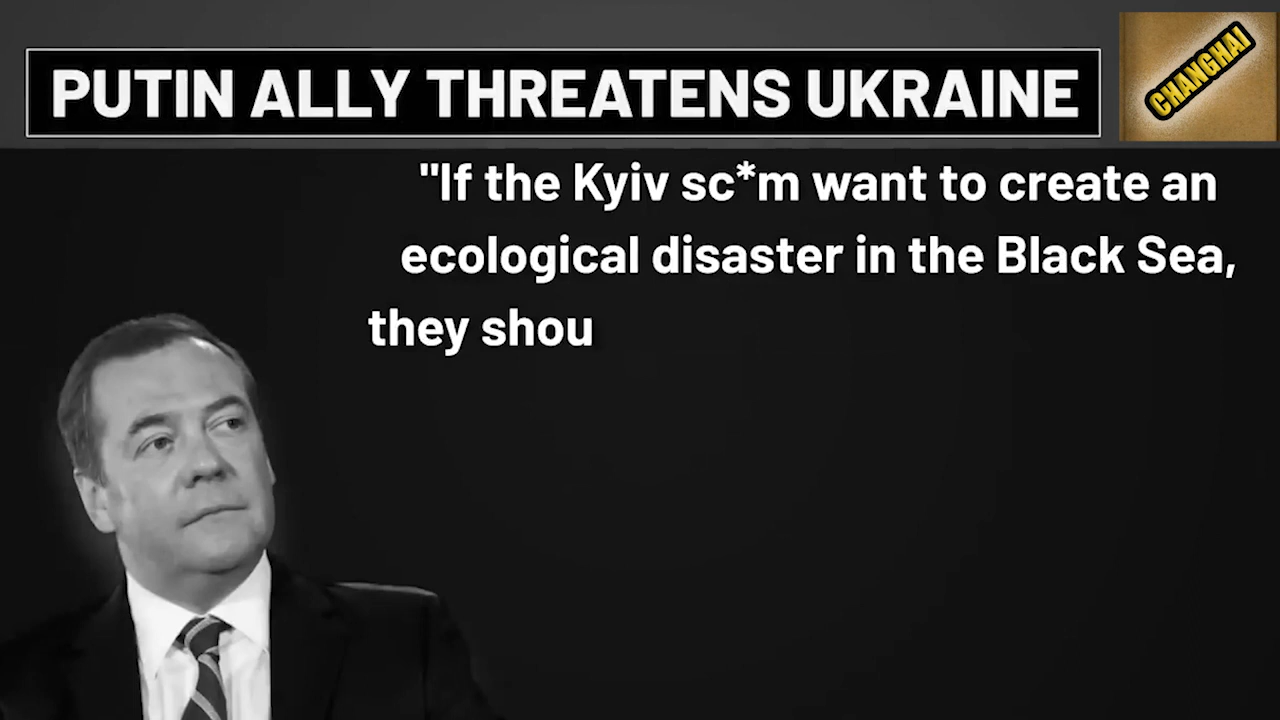 PUTIN ALLY THREATENS UKRAINE
CHANGHAI
"If the Kyiv sc*m want to create an
ecological disaster in the Black Sea,
they shou